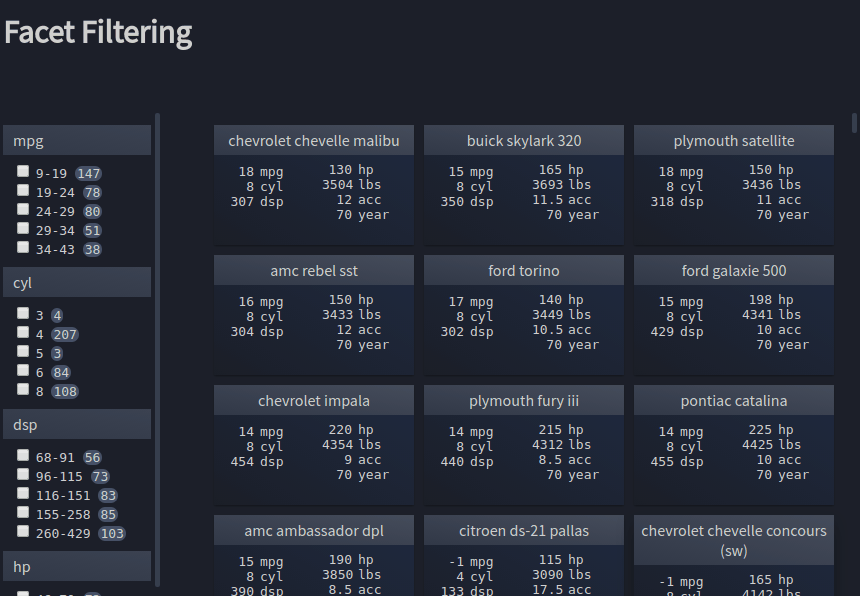 Facet Filtering
mpg
9-19 147
19-24 78
24-29 80
29-34 51
34-43 38
cyl
3 4
4 207
5 3
6 84
8 108
dsp
68-91 56
96-115 73
116-151 83
155-258 85
260-429 103
hp
chevrolet chevelle malibu
18 mpg
8 cyl
307 dsp
130 hp
3504 lbs
12 acc
70 year
buick skylark 320
15 mpg
8 cyl
350 dsp
165 hp
3693 lbs
11.5 acc
70 year
plymouth satellite
18 mpg
8 cyl
318 dsp
150 hp
3436 lbs
11 acc
70 year
amc rebel sst
16 mpg
8 cyl
304 dsp
150 hp
3433 lbs
12 acc
70 year
ford torino
17 mpg
8 cyl
302 dsp
140 hp
3449 lbs
10.5 acc
70 year
ford galaxie 500
15 mpg
8 cyl
429 dsp
198 hp
4341 lbs
10 acc
70 year
chevrolet impala
14 mpg
8 cyl
454 dsp
220 hp
4354 lbs
9 acc
70 year
plymouth fury iii
14 mpg
8 cyl
440 dsp
215 hp
4312 lbs
8.5 acc
70 year
pontiac catalina
14 mpg
8 cyl
455 dsp
225 hp
4425 lbs
10 acc
70 year
amc ambassador dpl
15 mpg
8 cyl
390 dsp
190 hp
3850 lbs
8.5 acc
citroen ds-21 pallas
-1 mpg
4 cyl
133 dsp
115 hp
3090 lbs
17.5 acc
chevrolet chevelle concours
(sw)
-1 mpg
8 cyl
165 hp
4142 lbs